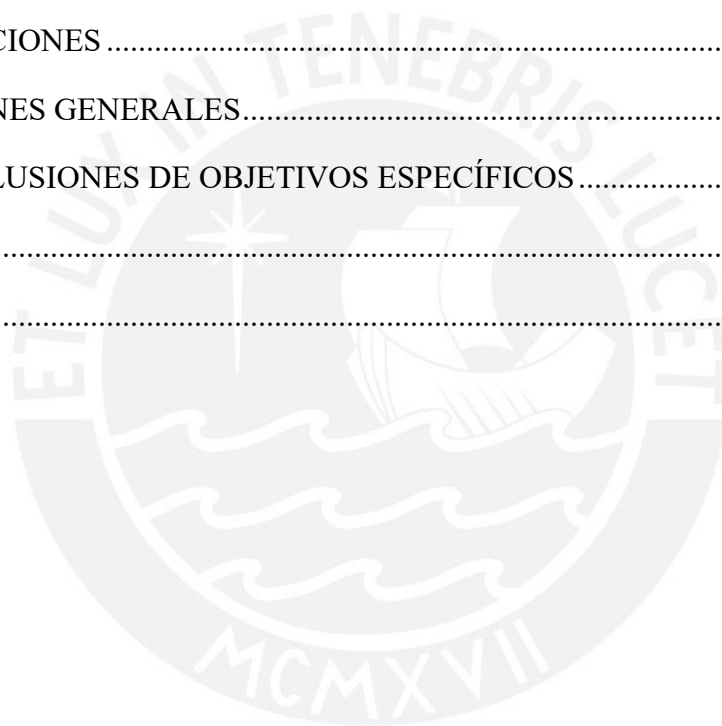 CIONES ........................................................................
NES GENERALES ........................................................
LUSIONES DE OBJETIVOS ESPECÍFICOS ..................
....................................................................................
....................................................................................
ET LUX IN TENEBRIS LUCET
MCMXVII